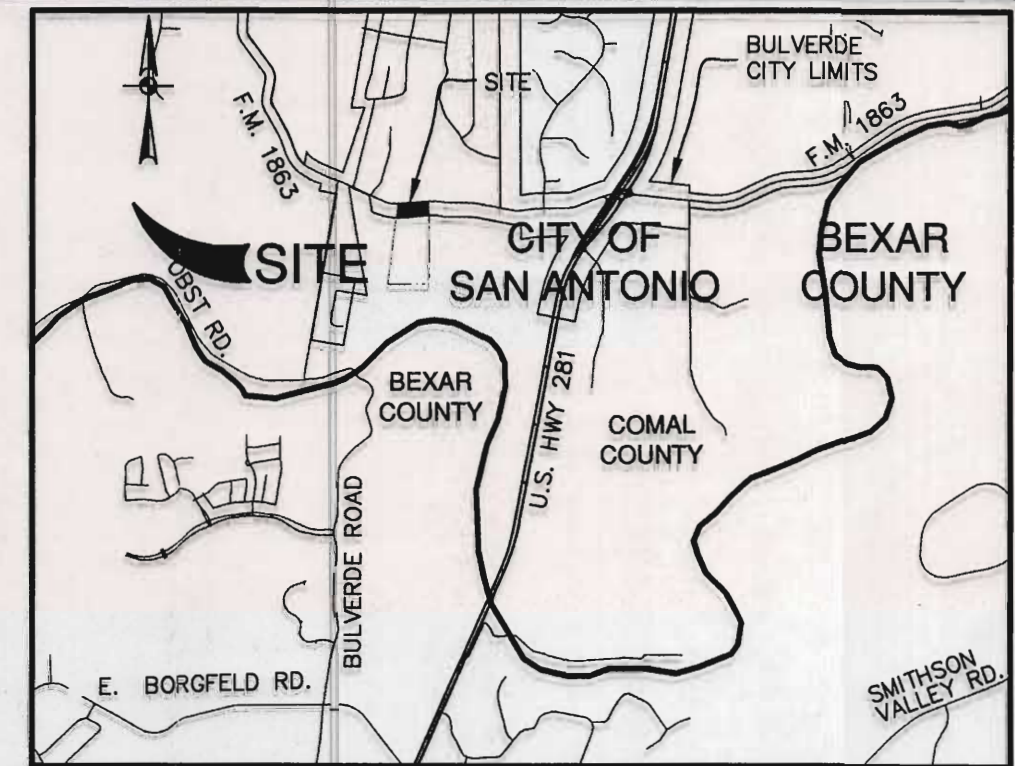 BULVERDE
CITY LIMITS
SITE
F.M. 1863
F.M. 1863
CITY OF
SAN ANTONIO
BEXAR
COUNTY
SITE
OBST RD.
BEXAR
COUNTY
U.S. HWY 281
COMAL
COUNTY
BULVERDE ROAD
E. BORGFELD RD.
SMITHSON
VALLEY RD.